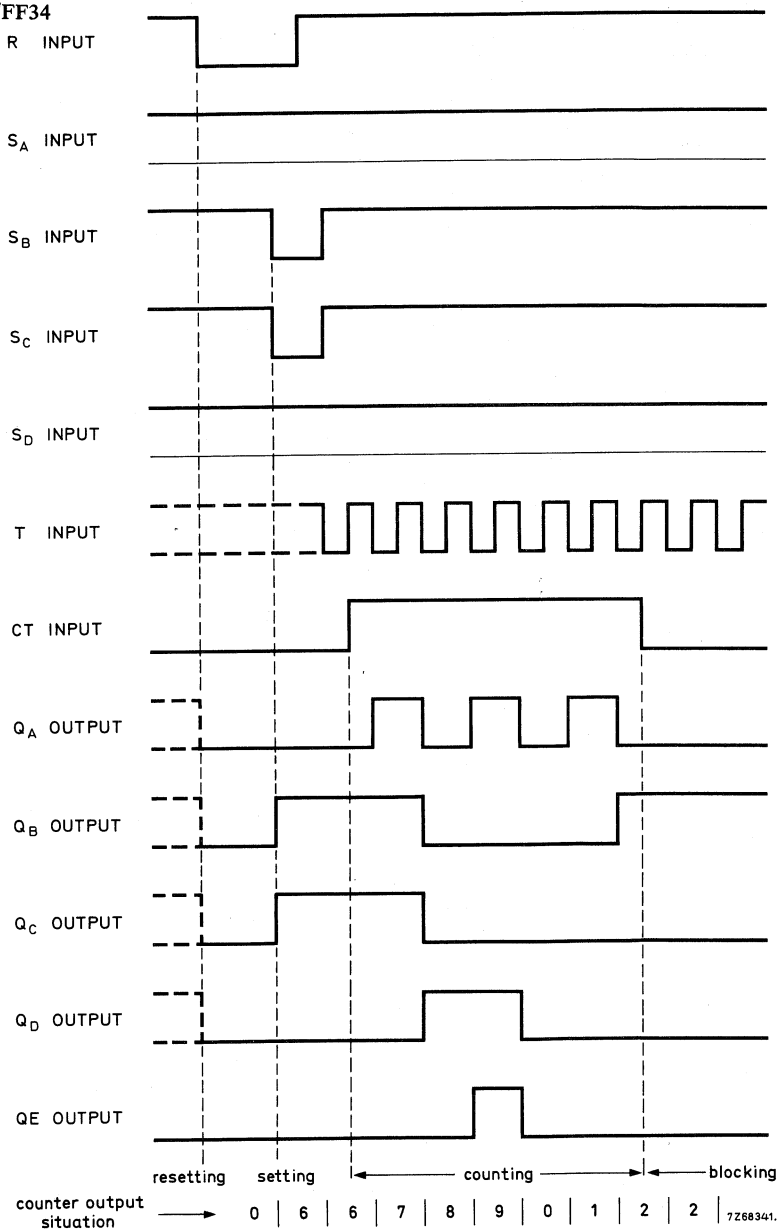 FF34
R INPUT
SA INPUT
SB INPUT
SC INPUT
SD INPUT
T INPUT
CT INPUT
QA OUTPUT
QB OUTPUT
QC OUTPUT
QD OUTPUT
QE OUTPUT
resetting setting counting blocking
counter output situation 0 | 6 | 6 | 7 | 8 | 9 | 0 | 1 | 2 | 2 | 7Z68341.